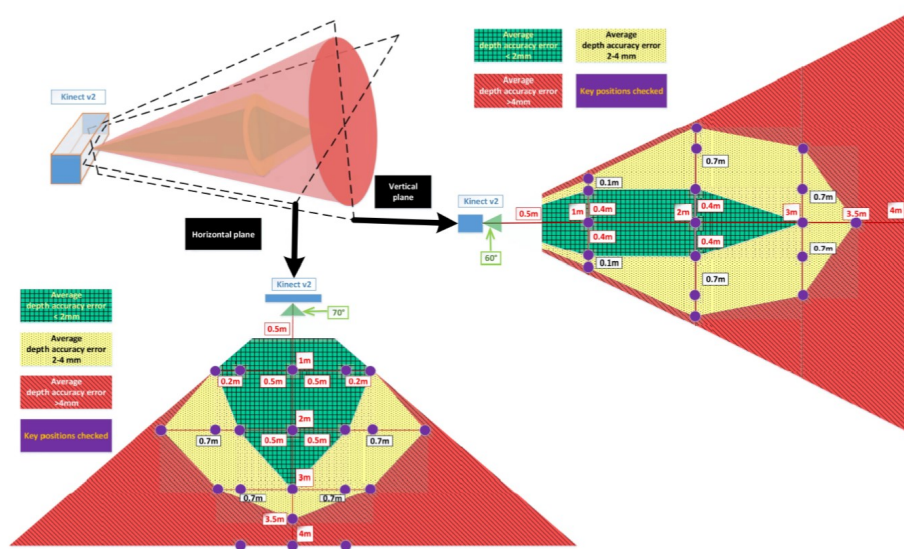 Kinect v2
Average
depth accuracy error
< 2mm
Average
depth accuracy error
2-4 mm
Average
depth accuracy error
>4mm
Key positions checked
Vertical
plane
Horizontal
plane
Kinect v2
60°
0.5m
1m
2m
3m
3.5m
4m
0.1m
0.4m
0.4m
0.1m
0.7m
0.4m
0.4m
0.7m
0.7m
0.7m
Kinect v2
70°
0.5m
1m
0.2m
0.5m
0.5m
0.2m
2m
0.7m
0.5m
0.5m
0.7m
3m
0.7m
0.7m
3.5m
4m
Average
depth accuracy error
< 2mm
Average
depth accuracy error
2-4 mm
Average
depth accuracy error
>4mm
Key positions checked